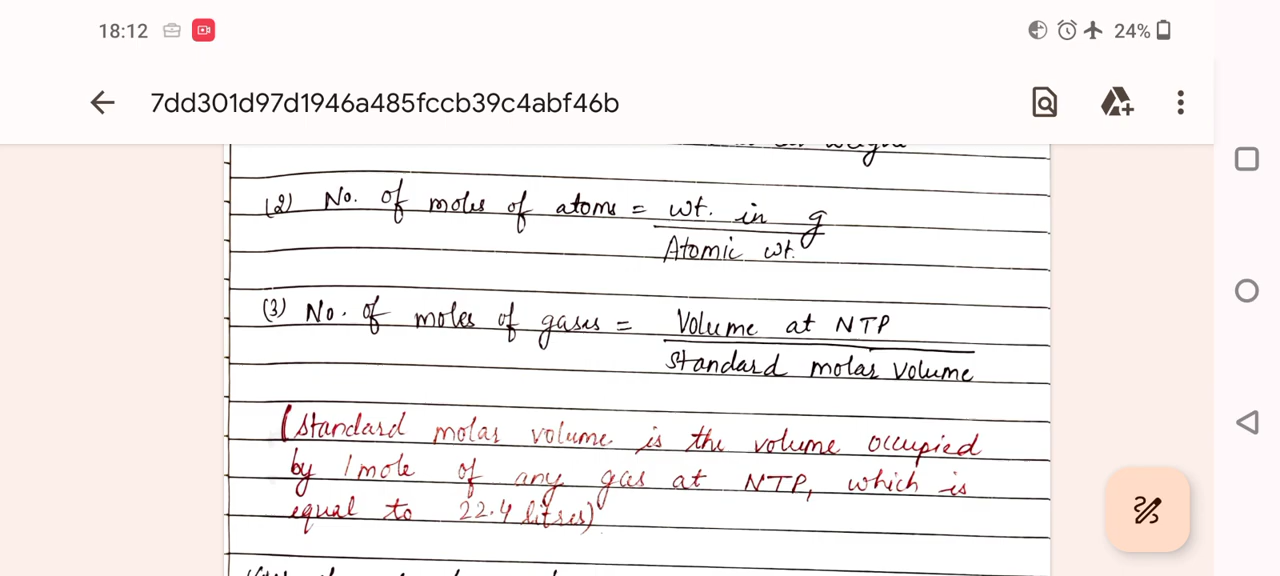 18:12 24%
7dd301d97d1946a485fccb39c4abf46b
(2) No. of moles of atoms = wt. in g
Atomic wt.
(3) No. of moles of gases = Volume at NTP
Standard molar volume
(Standard molar volume is the volume occupied
by 1 mole of any gas at NTP, which is
equal to 22.4 litres)